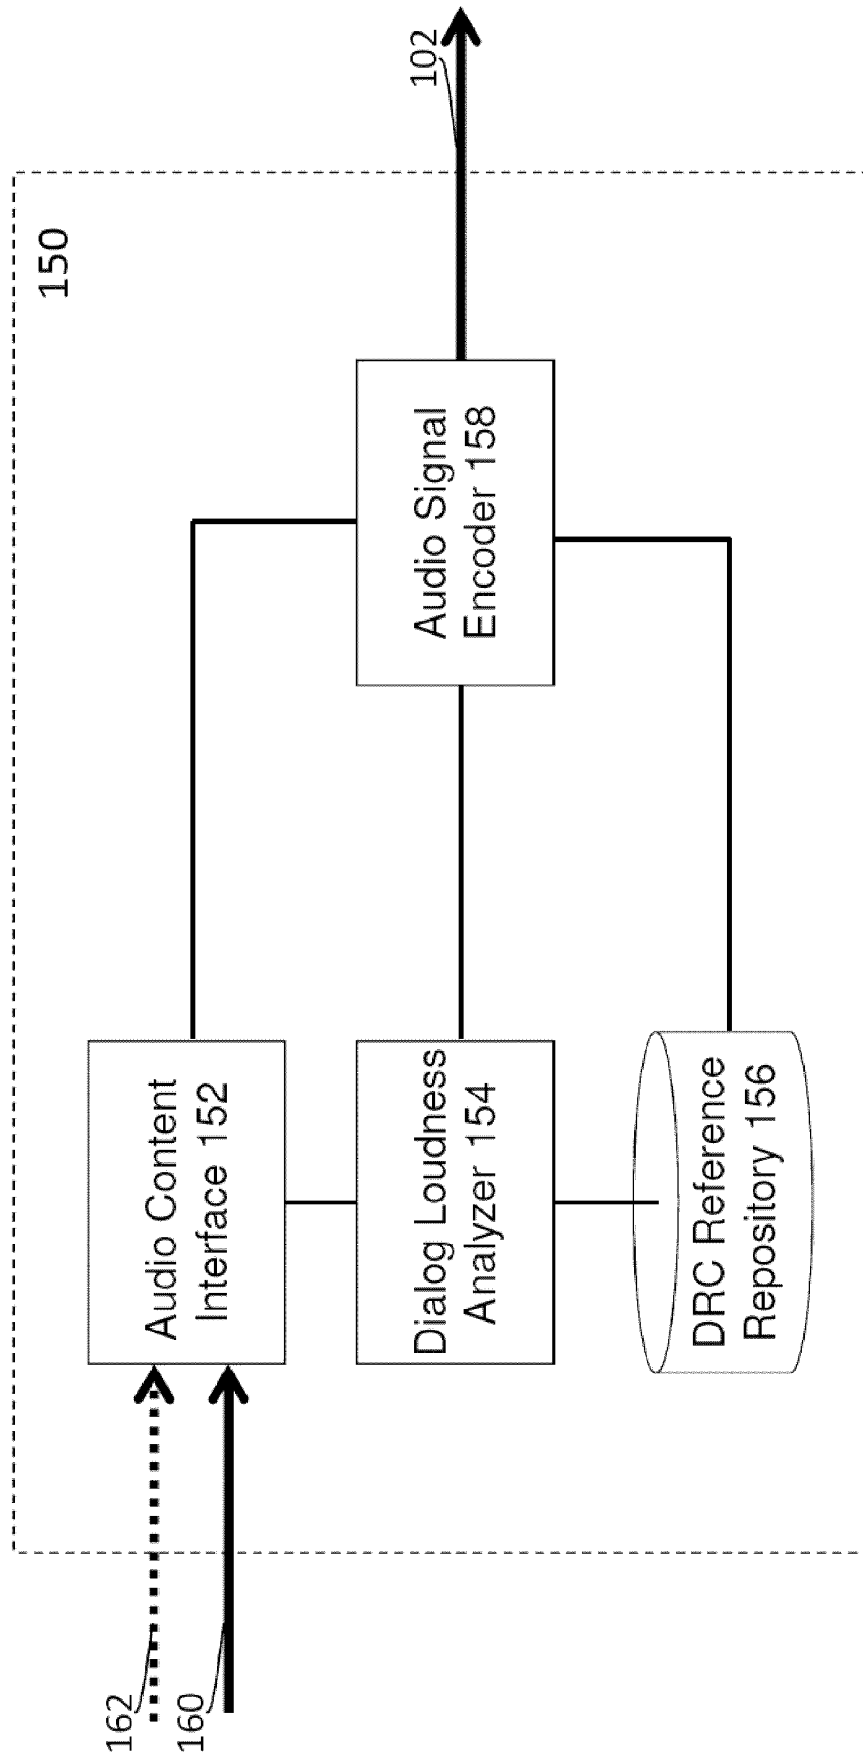 150
162
160
102
Audio Content
Interface 152
Dialog Loudness
Analyzer 154
DRC Reference
Repository 156
Audio Signal
Encoder 158